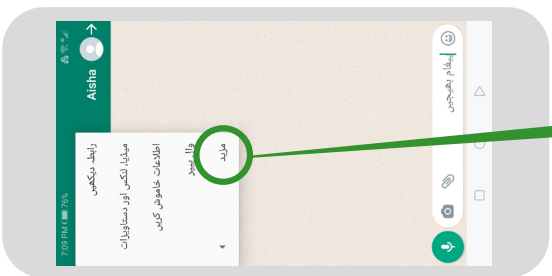 7:09 PM 76%
Aisha
رابطہ دیکھیں
میڈیا، لنکس اور دستاویزات
اطلاعات خاموش کریں
وال پیپر
مزید
پیغام بھیجیں